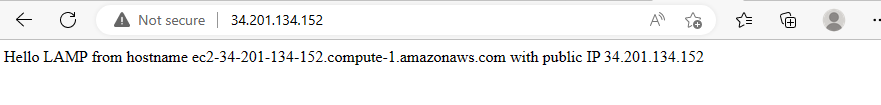 Not secure 34.201.134.152
Hello LAMP from hostname ec2-34-201-134-152.compute-1.amazonaws.com with public IP 34.201.134.152